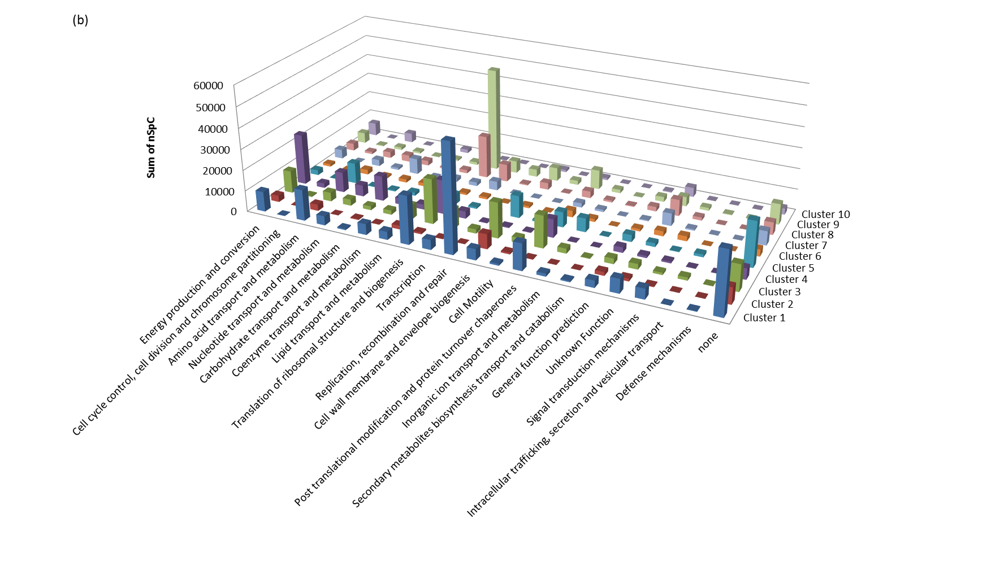 (b)
Sum of nSpC
60000
50000
40000
30000
20000
10000
0
Energy production and conversion
Cell cycle control, cell division and chromosome partitioning
Amino acid transport and metabolism
Nucleotide transport and metabolism
Carbohydrate transport and metabolism
Coenzyme transport and metabolism
Lipid transport and metabolism
Translation of ribosomal structure and biogenesis
Transcription
Replication, recombination and repair
Cell wall membrane and envelope biogenesis
Cell Motility
Post translational modification and protein turnover chaperones
Inorganic ion transport and metabolism
Secondary metabolites biosynthesis transport and catabolism
General function prediction
Unknown Function
Signal transduction mechanisms
Intracellular trafficking, secretion and vesicular transport
Defense mechanisms
none
Cluster 10
Cluster 9
Cluster 8
Cluster 7
Cluster 6
Cluster 5
Cluster 4
Cluster 3
Cluster 2
Cluster 1